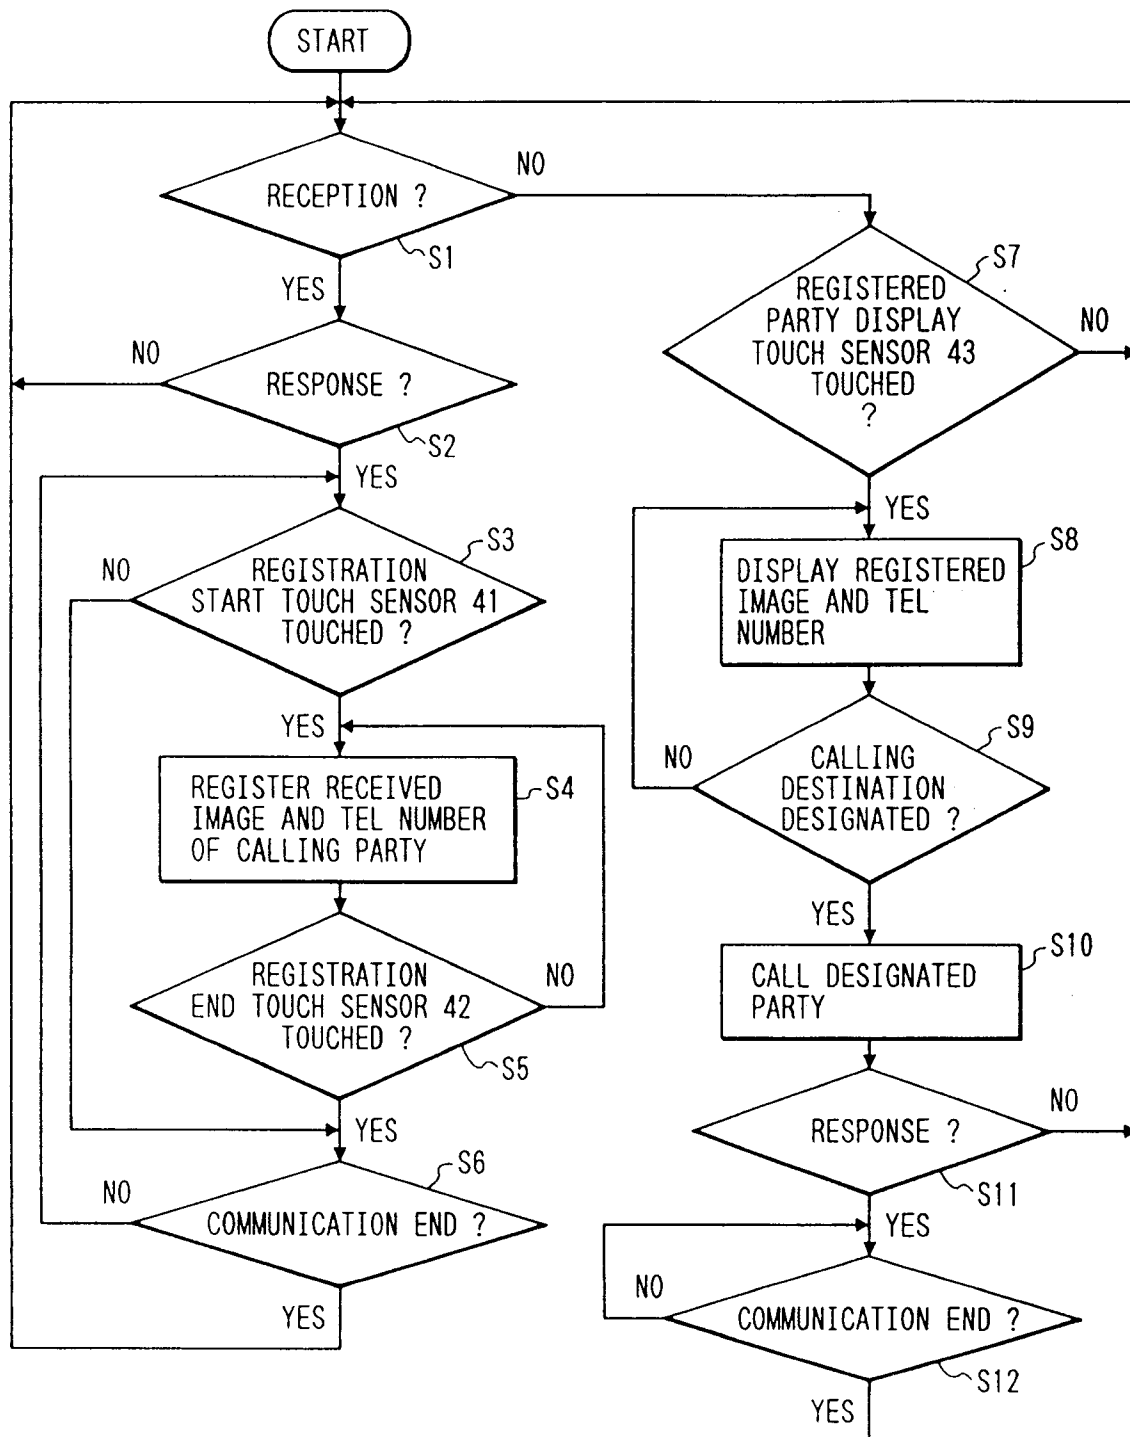 START
RECEPTION ?
NO
S1
YES
RESPONSE ?
NO
S2
YES
S3
REGISTRATION
START TOUCH SENSOR 41
TOUCHED ?
NO
YES
REGISTER RECEIVED
IMAGE AND TEL NUMBER
OF CALLING PARTY
S4
REGISTRATION
END TOUCH SENSOR 42
TOUCHED ?
NO
S5
YES
S6
COMMUNICATION END ?
NO
YES
S7
REGISTERED
PARTY DISPLAY
TOUCH SENSOR 43
TOUCHED
?
NO
YES
S8
DISPLAY REGISTERED
IMAGE AND TEL
NUMBER
S9
CALLING
DESTINATION
DESIGNATED ?
NO
YES
S10
CALL DESIGNATED
PARTY
RESPONSE ?
NO
S11
YES
COMMUNICATION END ?
NO
S12
YES